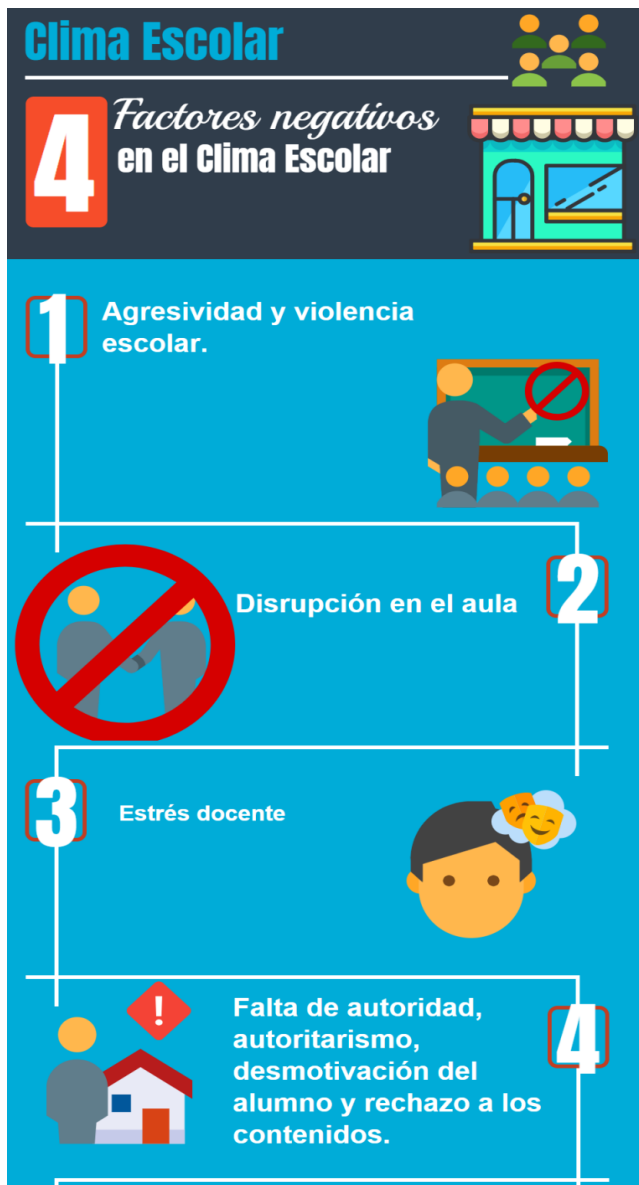 Clima Escolar
4
Factores negativos
en el Clima Escolar
1
Agresividad y violencia
escolar.
2
Disrupción en el aula
3
Estrés docente
4
Falta de autoridad,
autoritarismo,
desmotivación del
alumno y rechazo a los
contenidos.